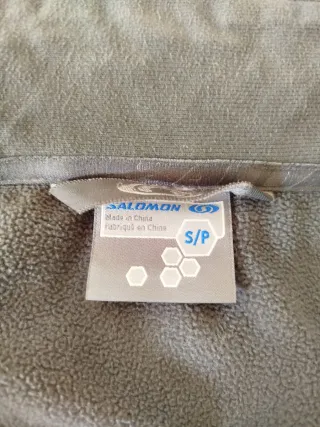 SALOMON
Made in China
Fabriqué en Chine
S/P